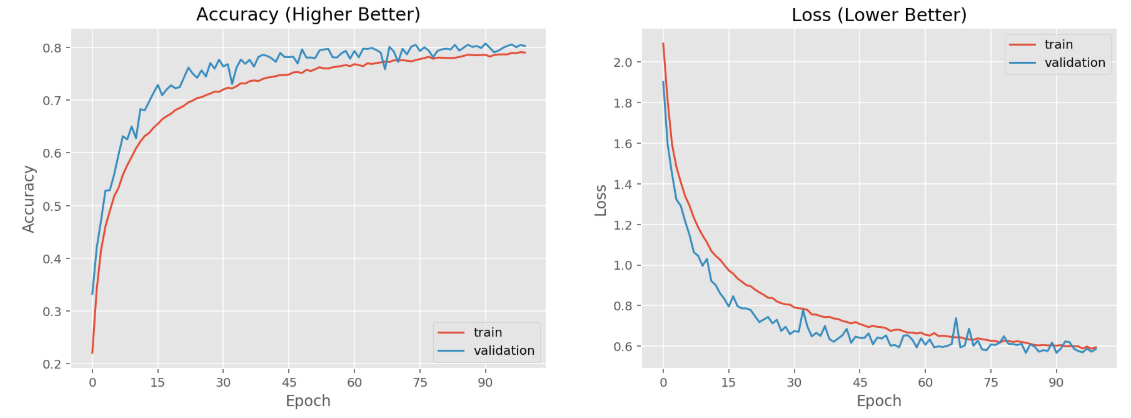 Accuracy (Higher Better)
Accuracy
0.8
0.7
0.6
0.5
0.4
0.3
0.2
0 15 30 45 60 75 90
Epoch
train
validation
Loss (Lower Better)
Loss
2.0
1.8
1.6
1.4
1.2
1.0
0.8
0.6
0 15 30 45 60 75 90
Epoch
train
validation